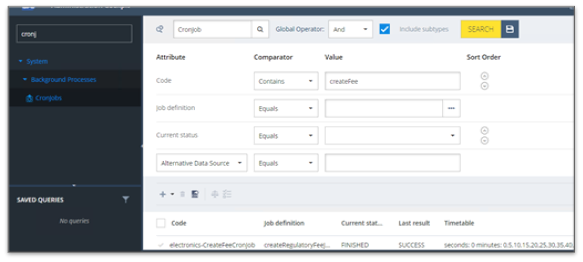 cronj
System
Background Processes
CronJobs
SAVED QUERIES
No queries
CronJob Global Operator: And Include subtypes SEARCH
Attribute Comparator Value Sort Order
Code Contains createFee
Job definition Equals
Current status Equals
Alternative Data Source Equals
Code Job definition Current stat... Last result Timetable
electronics-CreateFeeCronjob createRegulatoryFeeJ... FINISHED SUCCESS seconds: 0 minutes: 0,5,10,15,20,25,30,35,40,